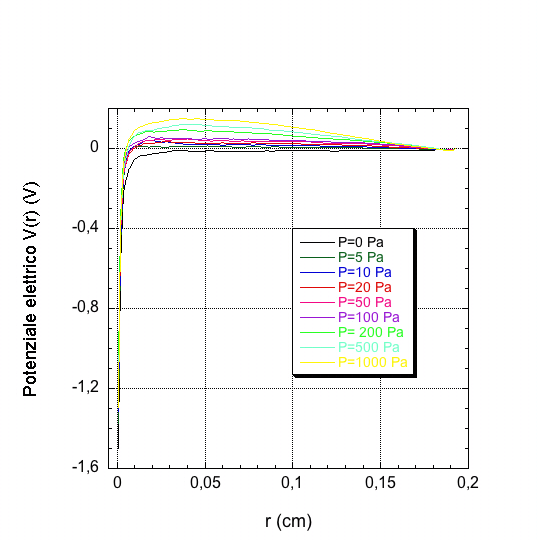 Potenziale elettrico V(r) (V)
0
-0,4
-0,8
-1,2
-1,6
P=0 Pa
P=5 Pa
P=10 Pa
P=20 Pa
P=50 Pa
P=100 Pa
P= 200 Pa
P=500 Pa
P=1000 Pa
0
0,05
0,1
0,15
0,2
r (cm)